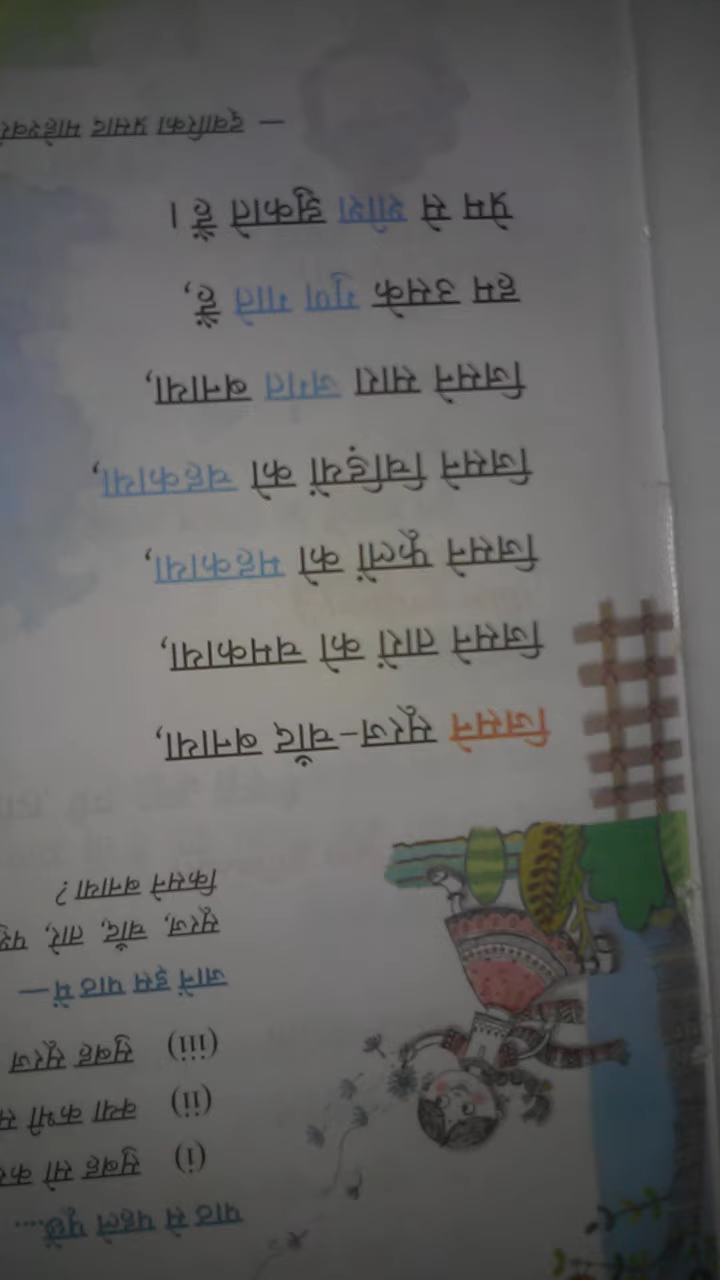 पाठ से पहले पूछें....
(i) सुबह सो
(ii) क्या कभी
(iii) सुबह सूरज
जानें इस पाठ में—
सूरज, चाँद, तारे,
किसने बनाया?
जिसने सूरज-चाँद बनाया,
जिसने तारों को चमकाया,
जिसने फूलों को महकाया,
जिसने चिड़ियों को चहकाया,
जिसने सारा जगत बनाया,
हम उसके गुण गाते हैं,
प्रेम से शीश झुकाते हैं।
— द्वारिका प्रसाद